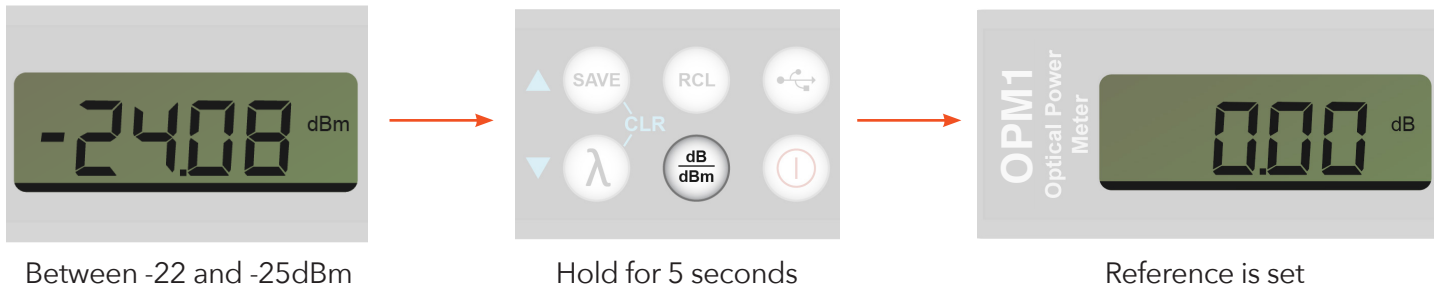 -24.08 dBm
SAVE RCL
CLR
λ dB dBm
OPM1
Optical Power
Meter
0.00 dB
Between -22 and -25dBm
Hold for 5 seconds
Reference is set